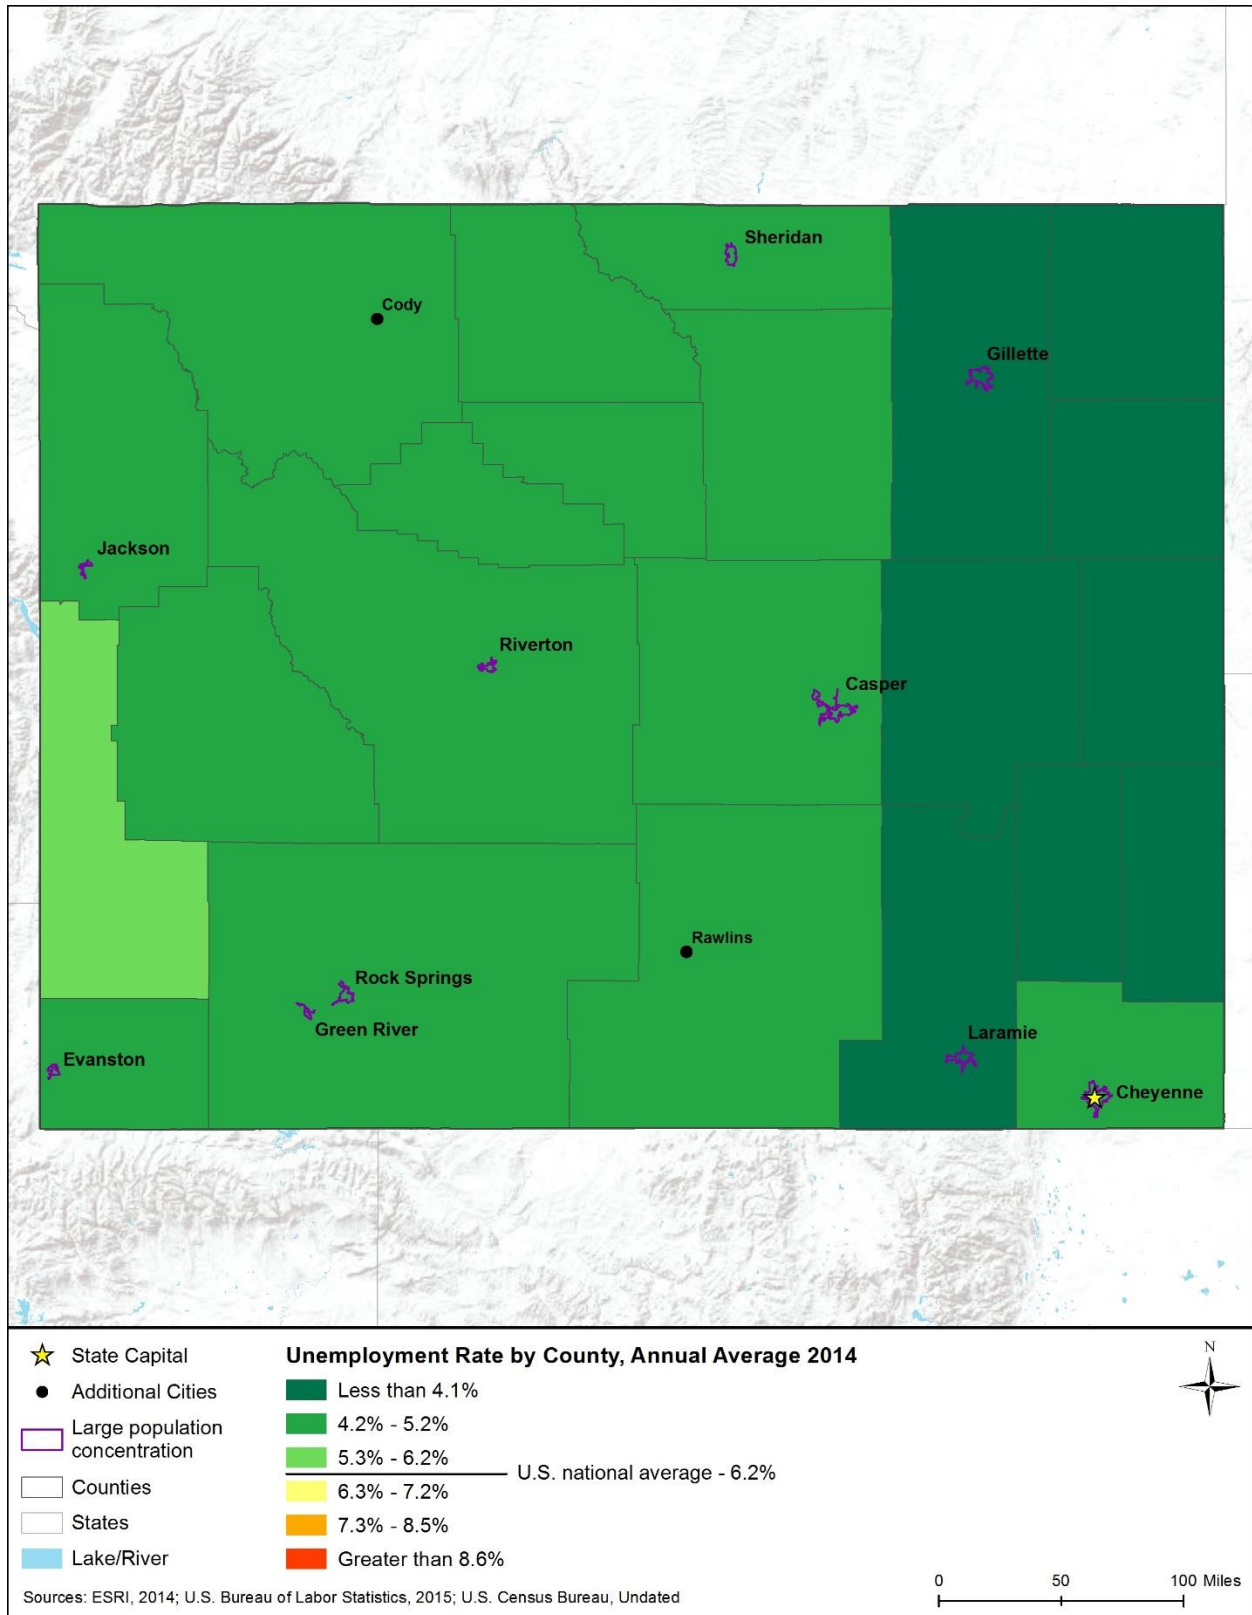 Sheridan
Cody
Gillette
Jackson
Riverton
Casper
Rawlins
Rock Springs
Green River
Laramie
Evanston
Cheyenne
State Capital
Additional Cities
Large population
concentration
Counties
States
Lake/River
Unemployment Rate by County, Annual Average 2014
Less than 4.1%
4.2% - 5.2%
5.3% - 6.2%
U.S. national average - 6.2%
6.3% - 7.2%
7.3% - 8.5%
Greater than 8.6%
N
Sources: ESRI, 2014; U.S. Bureau of Labor Statistics, 2015; U.S. Census Bureau, Undated
0 50 100 Miles